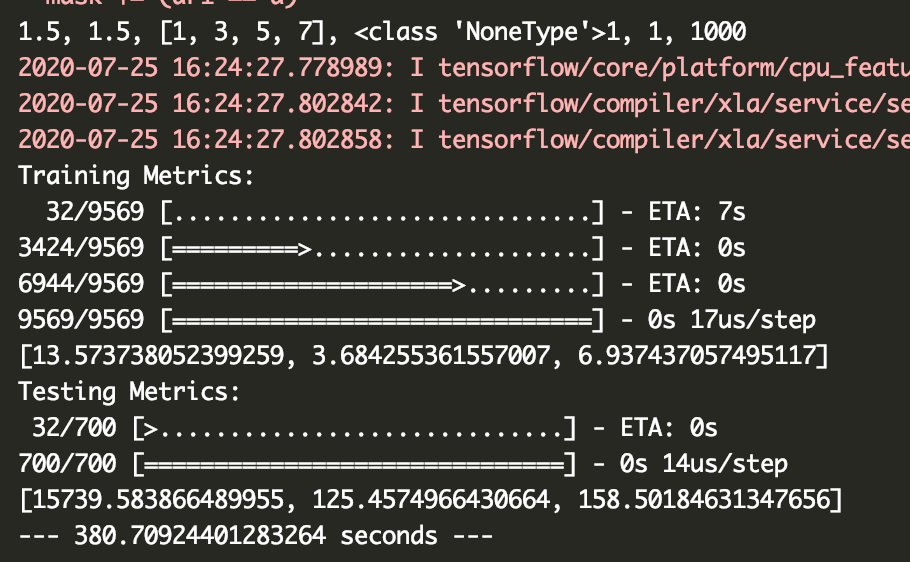 mask |= (ar1 == a)
1.5, 1.5, [1, 3, 5, 7], <class 'NoneType'>1, 1, 1000
2020-07-25 16:24:27.778989: I tensorflow/core/platform/cpu_featu
2020-07-25 16:24:27.802842: I tensorflow/compiler/xla/service/se
2020-07-25 16:24:27.802858: I tensorflow/compiler/xla/service/se
Training Metrics:
32/9569 [..............................] - ETA: 7s
3424/9569 [=========>....................] - ETA: 0s
6944/9569 [====================>.........] - ETA: 0s
9569/9569 [==============================] - 0s 17us/step
[13.573738052399259, 3.684255361557007, 6.937437057495117]
Testing Metrics:
32/700 [>.............................] - ETA: 0s
700/700 [==============================] - 0s 14us/step
[15739.583866489955, 125.4574966430664, 158.50184631347656]
--- 380.70924401283264 seconds ---